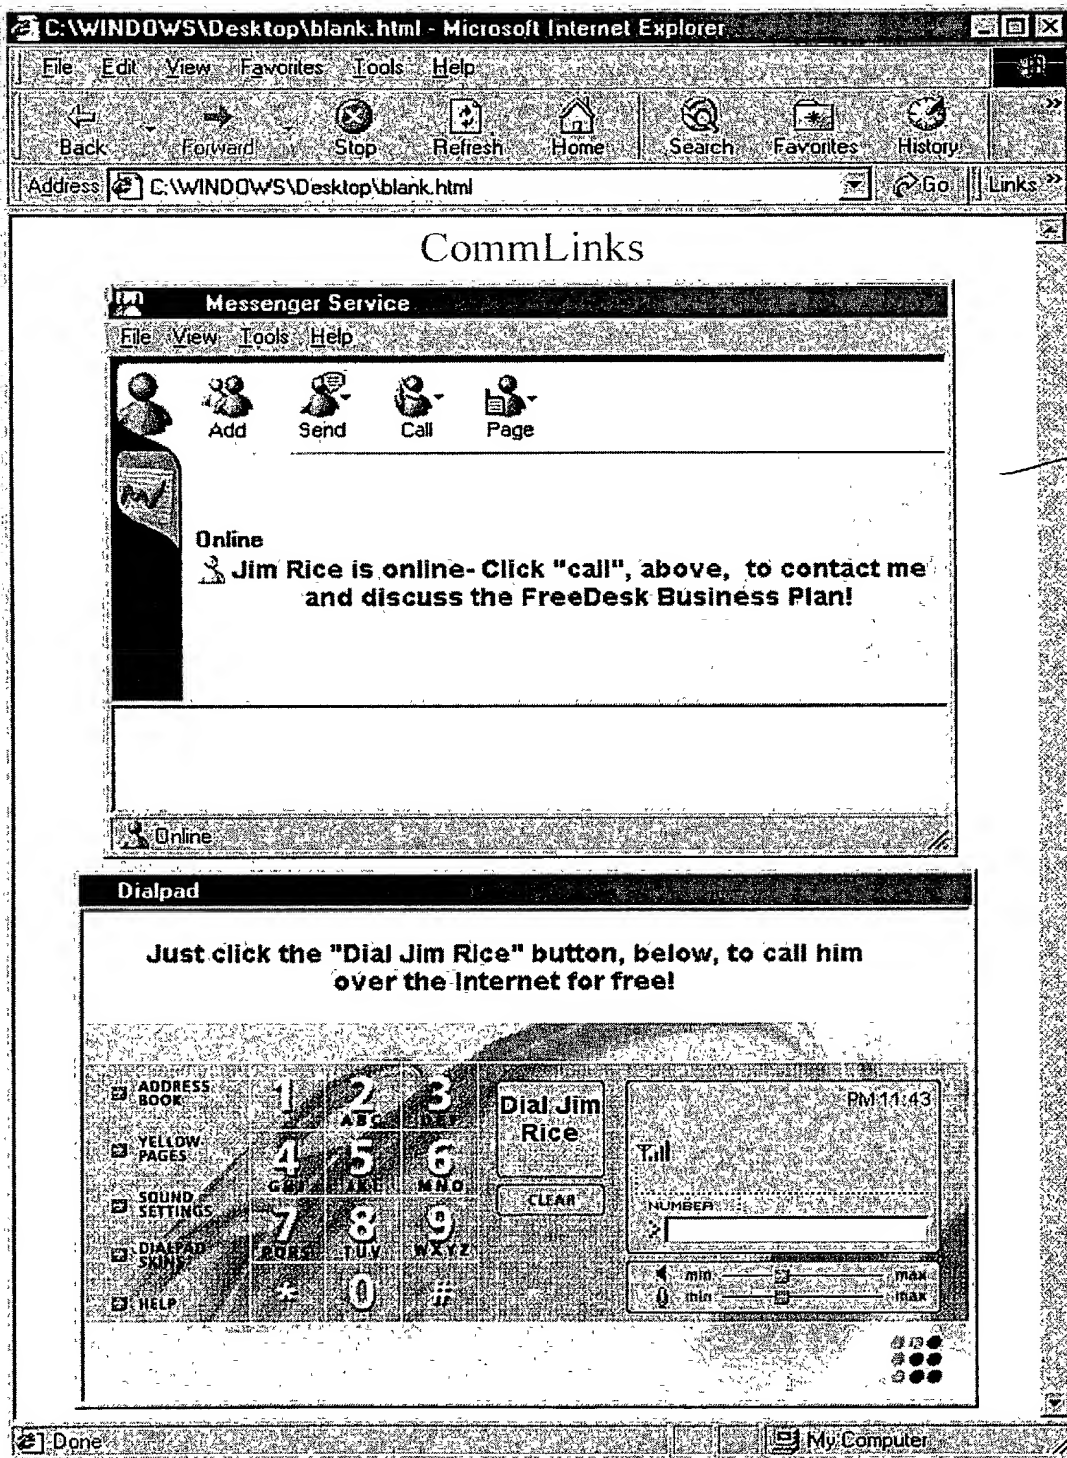 C:\WINDOWS\Desktop\blank.html - Microsoft Internet Explorer
File Edit View Favorites Tools Help
Back Forward Stop Refresh Home Search Favorites History »
Address C:\WINDOWS\Desktop\blank.html Go Links »
CommLinks
Messenger Service
File View Tools Help
Add Send Call Page
Online
Jim Rice is online- Click "call", above, to contact me
and discuss the FreeDesk Business Plan!
Online
Dialpad
Just click the "Dial Jim Rice" button, below, to call him
over the Internet for free!
ADDRESS
BOOK
YELLOW
PAGES
SOUND
SETTINGS
DIALPAD
SKINS
HELP
1 2 3
ABC DEF
4 5 6
GHI JKL MNO
7 8 9
PQRS TUV WXYZ
* 0 #
Dial Jim
Rice
CLEAR
PM 11:43
NUMBER
min max
min max
Done My Computer